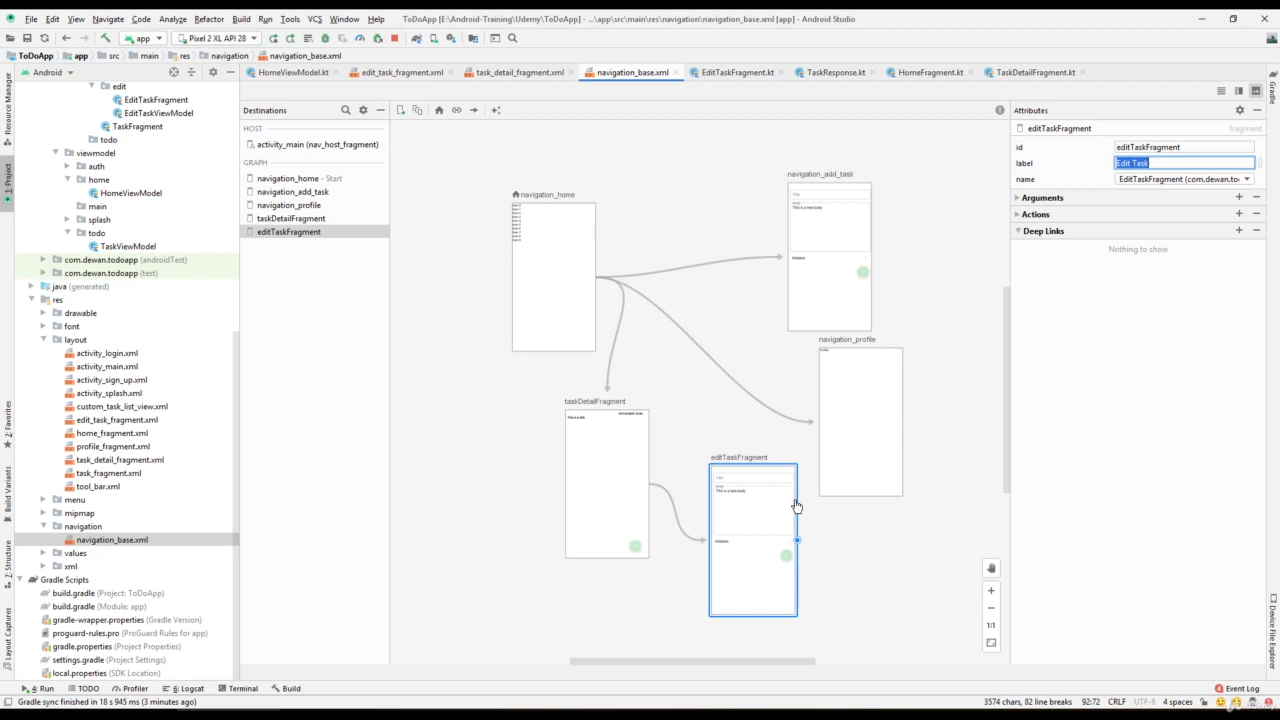 File Edit View Navigate Code Analyze Refactor Build Run Tools VCS Window Help ToDoApp [E:\Android-Training\Udemy\ToDoApp] - ...\app\src\main\res\navigation\navigation_base.xml [app] - Android Studio
app Pixel 2 XL API 28
ToDoApp app src main res navigation navigation_base.xml
Android
HomeViewModel.kt edit_task_fragment.xml task_detail_fragment.xml navigation_base.xml EditTaskFragment.kt TaskResponse.kt HomeFragment.kt TaskDetailFragment.kt
Resource Manager
1: Project
2: Favorites
Build Variants
7: Structure
Layout Captures
edit
EditTaskFragment
EditTaskViewModel
TaskFragment
todo
viewmodel
auth
home
HomeViewModel
main
splash
todo
TaskViewModel
com.dewan.todoapp (androidTest)
com.dewan.todoapp (test)
java (generated)
res
drawable
font
layout
activity_login.xml
activity_main.xml
activity_sign_up.xml
activity_splash.xml
custom_task_list_view.xml
edit_task_fragment.xml
home_fragment.xml
profile_fragment.xml
task_detail_fragment.xml
task_fragment.xml
tool_bar.xml
menu
mipmap
navigation
navigation_base.xml
values
xml
Gradle Scripts
build.gradle (Project: ToDoApp)
build.gradle (Module: app)
gradle-wrapper.properties (Gradle Version)
proguard-rules.pro (ProGuard Rules for app)
gradle.properties (Project Properties)
settings.gradle (Project Settings)
local.properties (SDK Location)
Destinations
HOST
activity_main (nav_host_fragment)
GRAPH
navigation_home - Start
navigation_add_task
navigation_profile
taskDetailFragment
editTaskFragment
navigation_home
navigation_add_task
Title
This is a test body
navigation_profile
taskDetailFragment
This is a title
editTaskFragment
Title
This is a test body
1:1
Attributes
editTaskFragment fragment
id editTaskFragment
label Edit Task
name EditTaskFragment (com.dewan.to
Arguments
Actions
Deep Links
Nothing to show
Gradle
Device File Explorer
4: Run TODO Profiler 6: Logcat Terminal Build Event Log
Gradle sync finished in 18 s 945 ms (3 minutes ago) 3574 chars, 82 line breaks 92:72 CRLF UTF-8 4 spaces